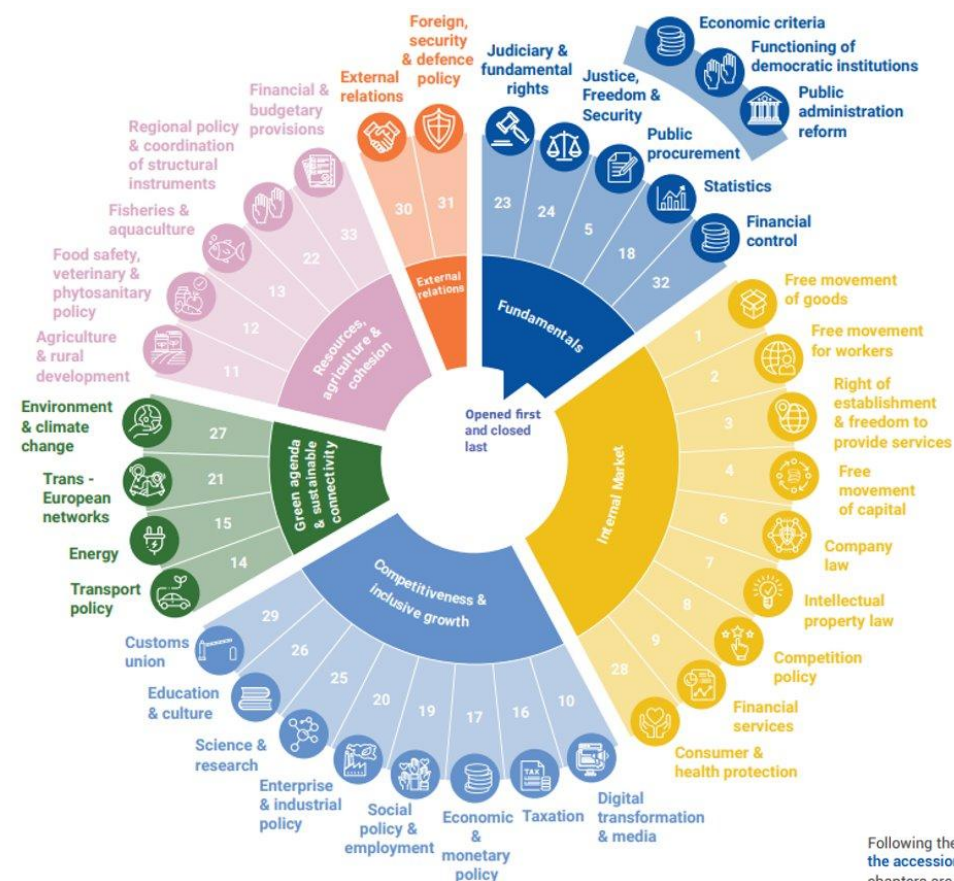 Economic criteria
Functioning of
democratic institutions
Public
administration
reform
Foreign,
security
& defence
policy
External
relations
Judiciary &
fundamental
rights
Justice,
Freedom &
Security
Public
procurement
Statistics
Financial
control
23
24
5
18
32
Fundamentals
Opened first
and closed
last
Free movement
of goods
Free movement
for workers
Right of
establishment
& freedom to
provide services
Free
movement
of capital
Company
law
Intellectual
property law
Competition
policy
Financial
services
Consumer &
health protection
1
2
3
4
6
7
8
9
28
Internal Market
Digital
transformation
& media
TAX
Taxation
Economic
&
monetary
policy
Social
policy &
employment
Enterprise
& industrial
policy
Science &
research
Education
& culture
Customs
union
10
16
17
19
20
25
26
29
Competitiveness &
inclusive growth
Transport
policy
Energy
Trans -
European
networks
Environment
& climate
change
14
15
21
27
Green agenda
& sustainable
connectivity
Agriculture
& rural
development
Food safety,
veterinary &
phytosanitary
policy
Fisheries &
aquaculture
Regional policy
& coordination
of structural
instruments
Financial &
budgetary
provisions
11
12
13
22
33
Resources,
agriculture &
cohesion
30
31
External
relations
Following the
the accession
chapters are